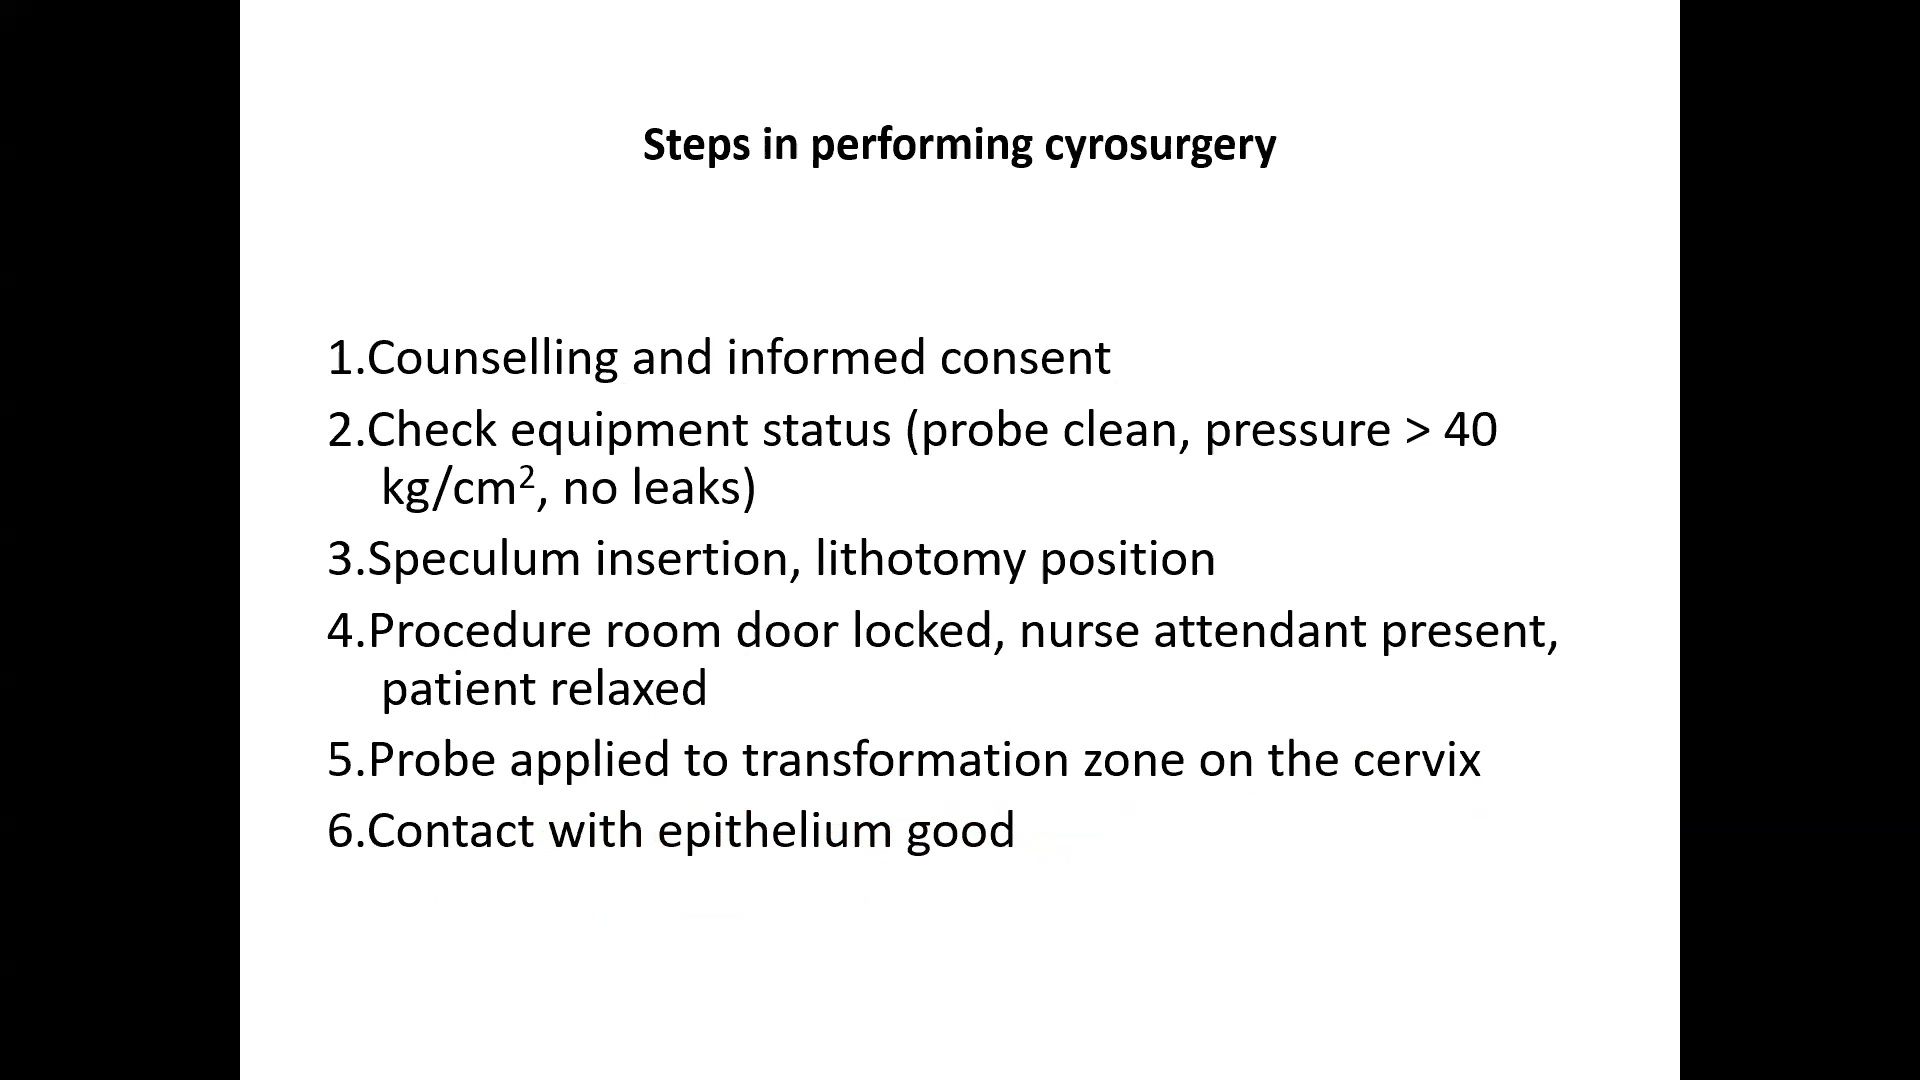 Steps in performing cyrosurgery
1.Counselling and informed consent
2.Check equipment status (probe clean, pressure > 40
kg/cm², no leaks)
3.Speculum insertion, lithotomy position
4.Procedure room door locked, nurse attendant present,
patient relaxed
5.Probe applied to transformation zone on the cervix
6.Contact with epithelium good